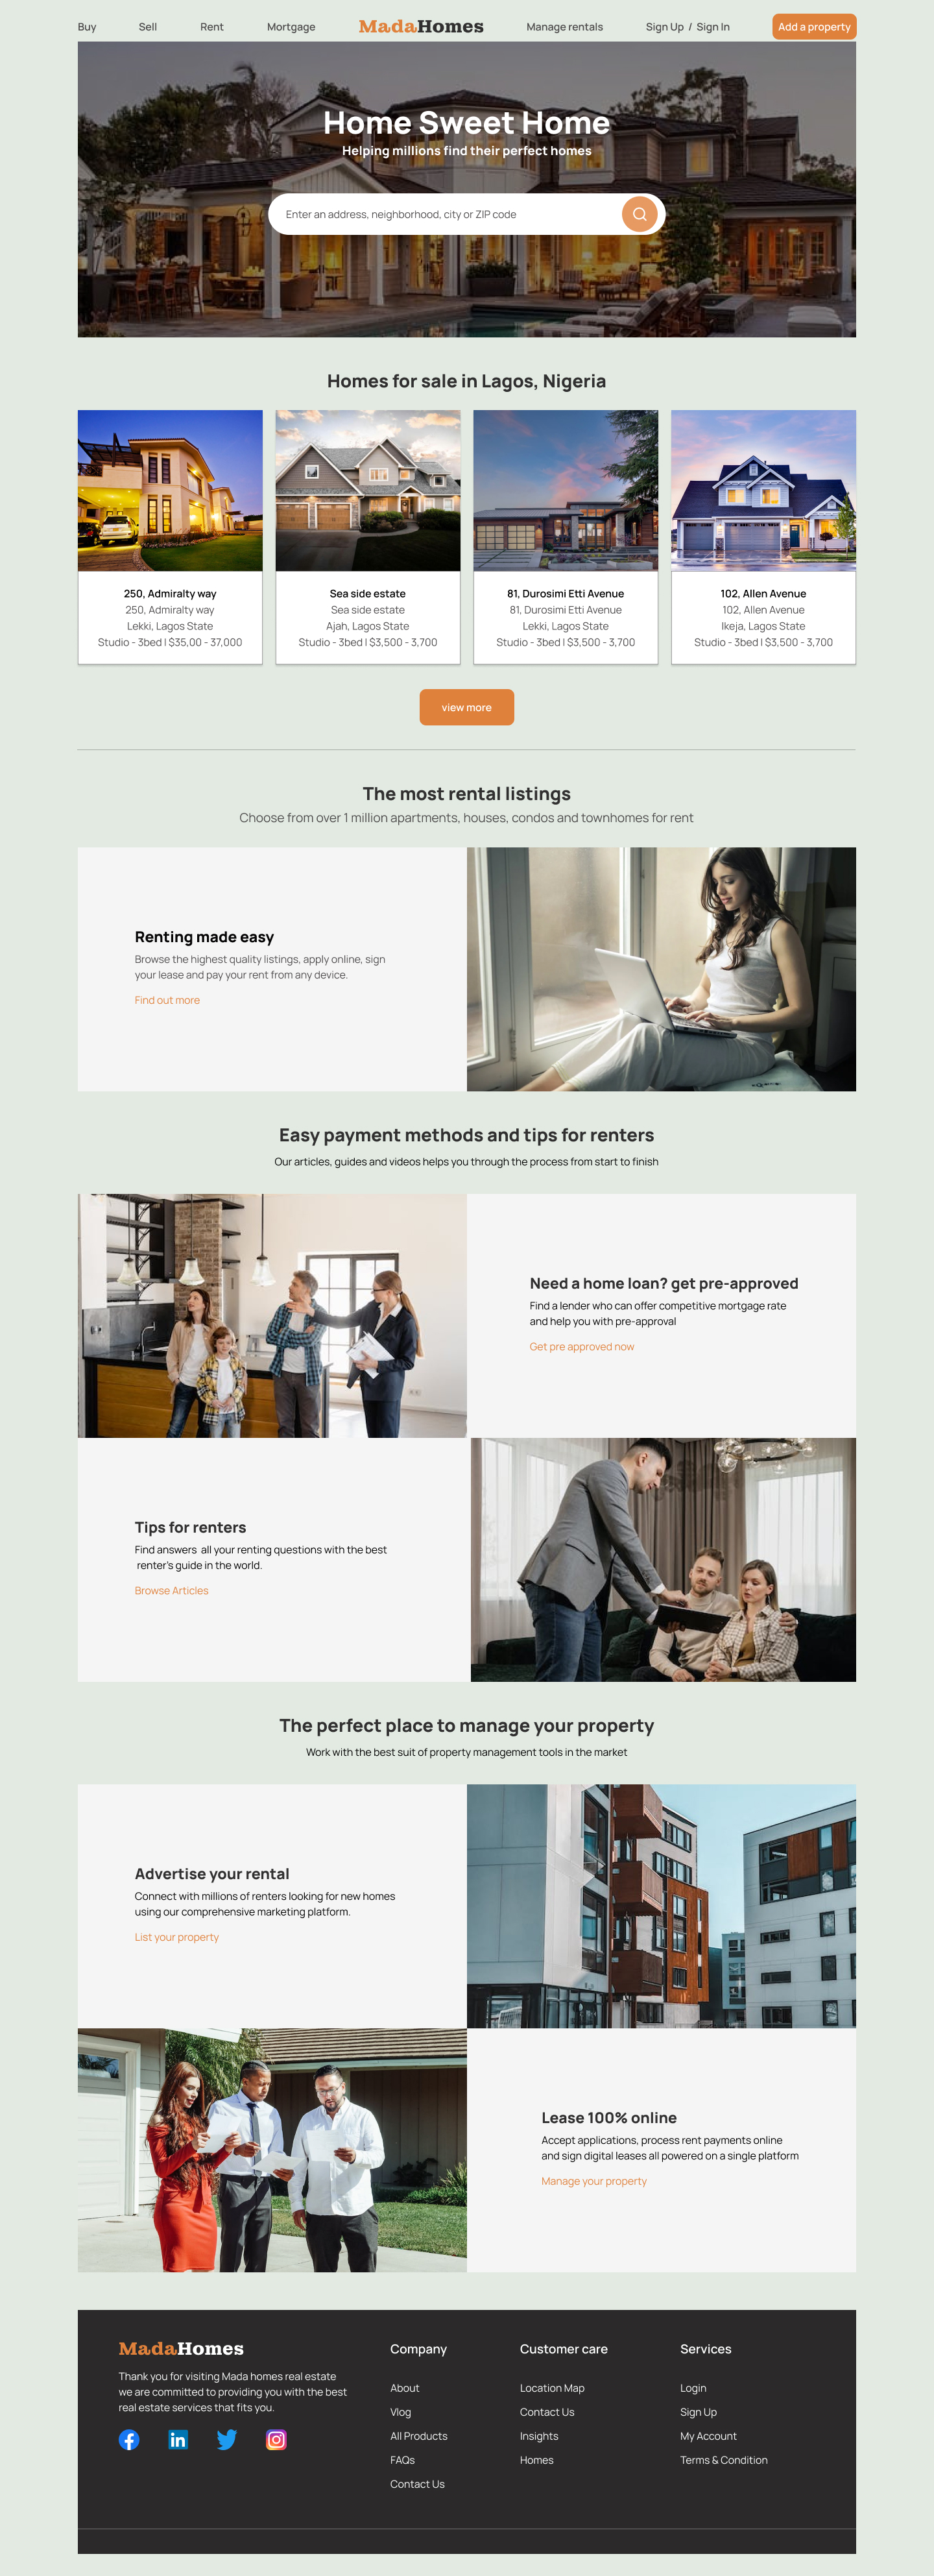 Buy
Sell
Rent
Mortgage
MadaHomes
Manage rentals
Sign Up / Sign In
Add a property
Home Sweet Home
Helping millions find their perfect homes
Enter an address, neighborhood, city or ZIP code
Homes for sale in Lagos, Nigeria
250, Admiralty way
250, Admiralty way
Lekki, Lagos State
Studio - 3bed | $35,00 - 37,000
Sea side estate
Sea side estate
Ajah, Lagos State
Studio - 3bed | $3,500 - 3,700
81, Durosimi Etti Avenue
81, Durosimi Etti Avenue
Lekki, Lagos State
Studio - 3bed | $3,500 - 3,700
102, Allen Avenue
102, Allen Avenue
Ikeja, Lagos State
Studio - 3bed | $3,500 - 3,700
view more
The most rental listings
Choose from over 1 million apartments, houses, condos and townhomes for rent
Renting made easy
Browse the highest quality listings, apply online, sign
your lease and pay your rent from any device.
Find out more
Easy payment methods and tips for renters
Our articles, guides and videos helps you through the process from start to finish
Need a home loan? get pre-approved
Find a lender who can offer competitive mortgage rate
and help you with pre-approval
Get pre approved now
Tips for renters
Find answers all your renting questions with the best
renter's guide in the world.
Browse Articles
The perfect place to manage your property
Work with the best suit of property management tools in the market
Advertise your rental
Connect with millions of renters looking for new homes
using our comprehensive marketing platform.
List your property
Lease 100% online
Accept applications, process rent payments online
and sign digital leases all powered on a single platform
Manage your property
MadaHomes
Thank you for visiting Mada homes real estate
we are committed to providing you with the best
real estate services that fits you.
Company
About
Vlog
All Products
FAQs
Contact Us
Customer care
Location Map
Contact Us
Insights
Homes
Services
Login
Sign Up
My Account
Terms & Condition